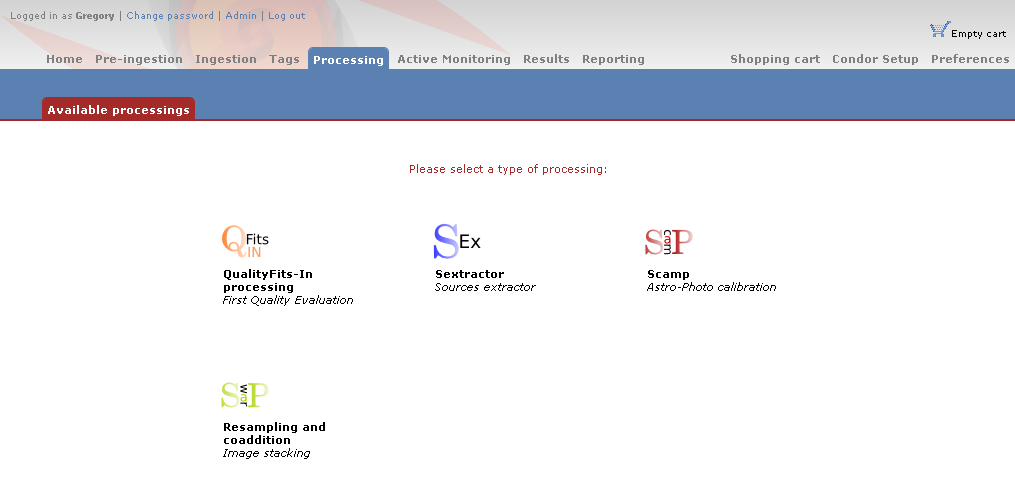 Logged in as Gregory | Change password | Admin | Log out
Empty cart
Home Pre-ingestion Ingestion Tags Processing Active Monitoring Results Reporting Shopping cart Condor Setup Preferences
Available processings
Please select a type of processing:
QFits IN
SEx
ScamP
QualityFits-In
processing
First Quality Evaluation
Sextractor
Sources extractor
Scamp
Astro-Photo calibration
SwarP
Resampling and
coaddition
Image stacking